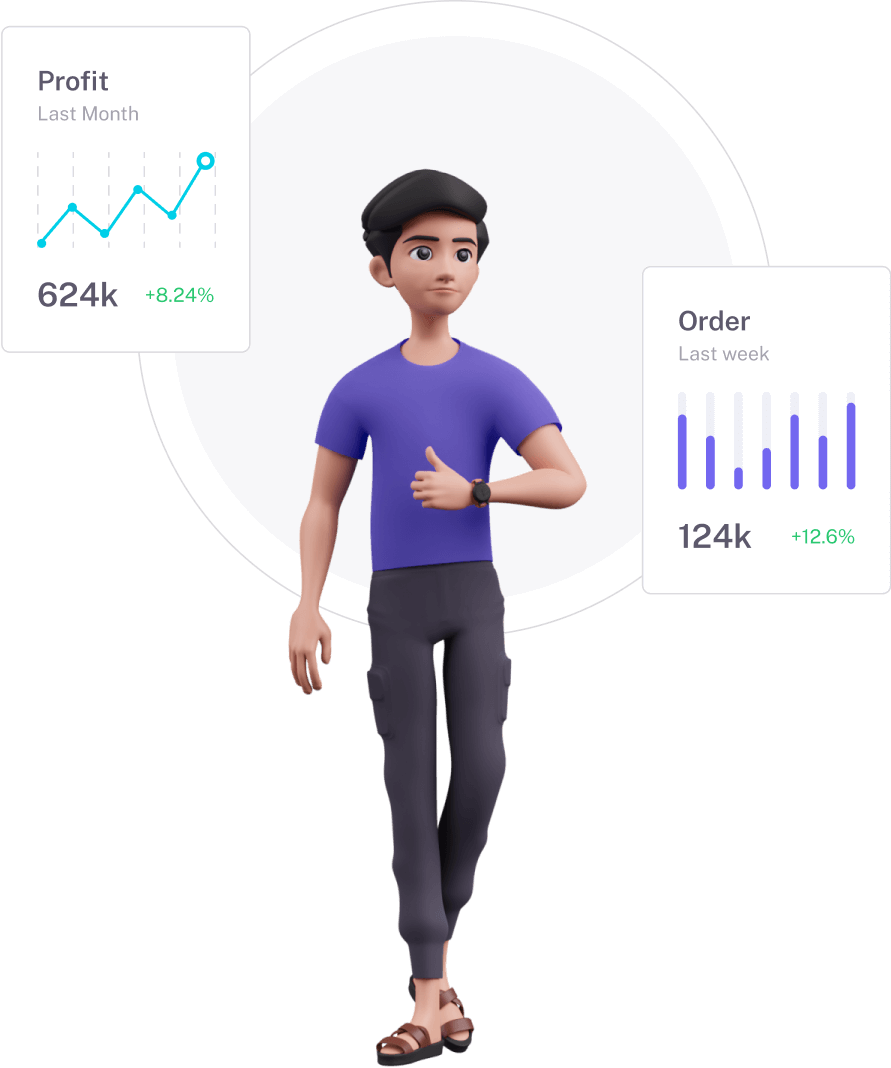 Profit
Last Month
624k +8.24%
Order
Last week
124k +12.6%